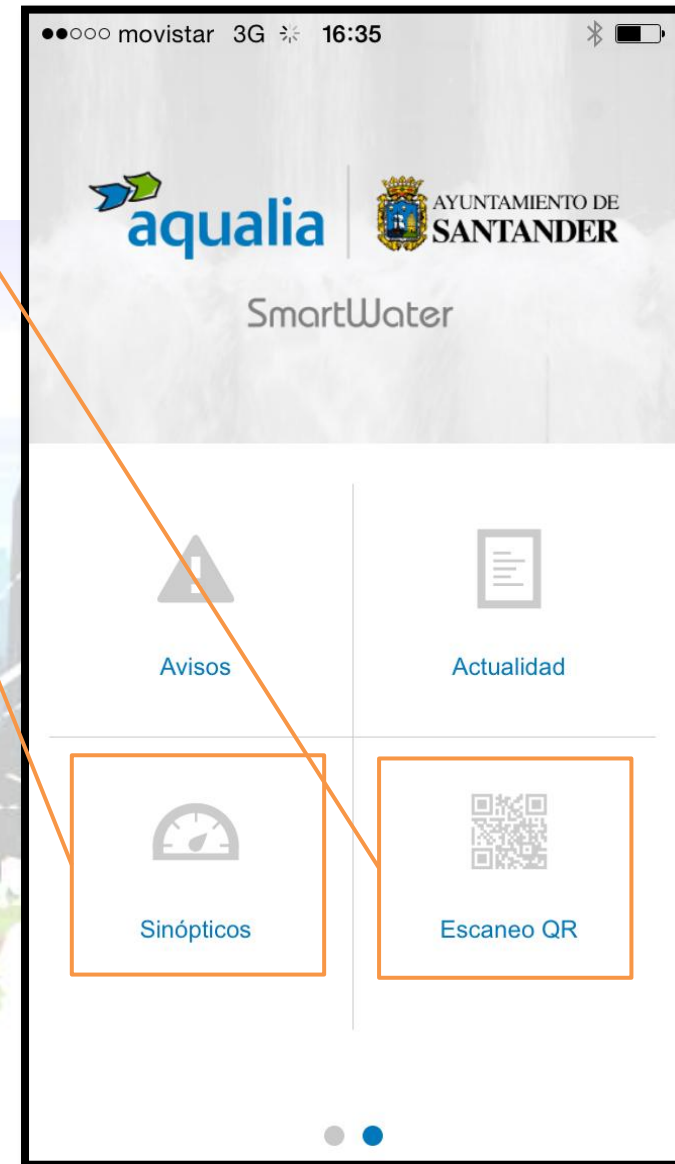 movistar 3G 16:35
aqualia
AYUNTAMIENTO DE
SANTANDER
SmartWater
Avisos
Actualidad
Sinópticos
Escaneo QR